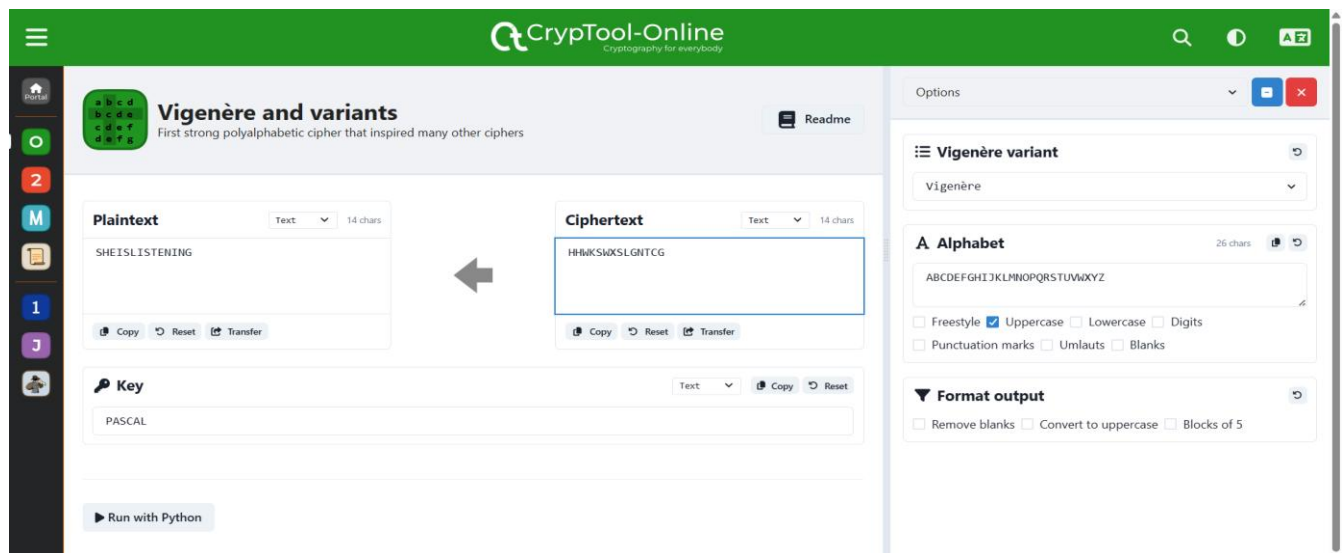 CrypTool-Online
Cryptography for everybody
Portal
a b c d
b c d e
c d e f
d e f g
Vigenère and variants
First strong polyalphabetic cipher that inspired many other ciphers
Readme
O
2
M
1
J
Plaintext Text 14 chars
SHEISLISTENING
Copy Reset Transfer
Ciphertext Text 14 chars
HHWKSWXSLGNTCG
Copy Reset Transfer
Key Text Copy Reset
PASCAL
Run with Python
Options
Vigenère variant
Vigenère
A Alphabet 26 chars
ABCDEFGHIJKLMNOPQRSTUVWXYZ
Freestyle Uppercase Lowercase Digits
Punctuation marks Umlauts Blanks
Format output
Remove blanks Convert to uppercase Blocks of 5